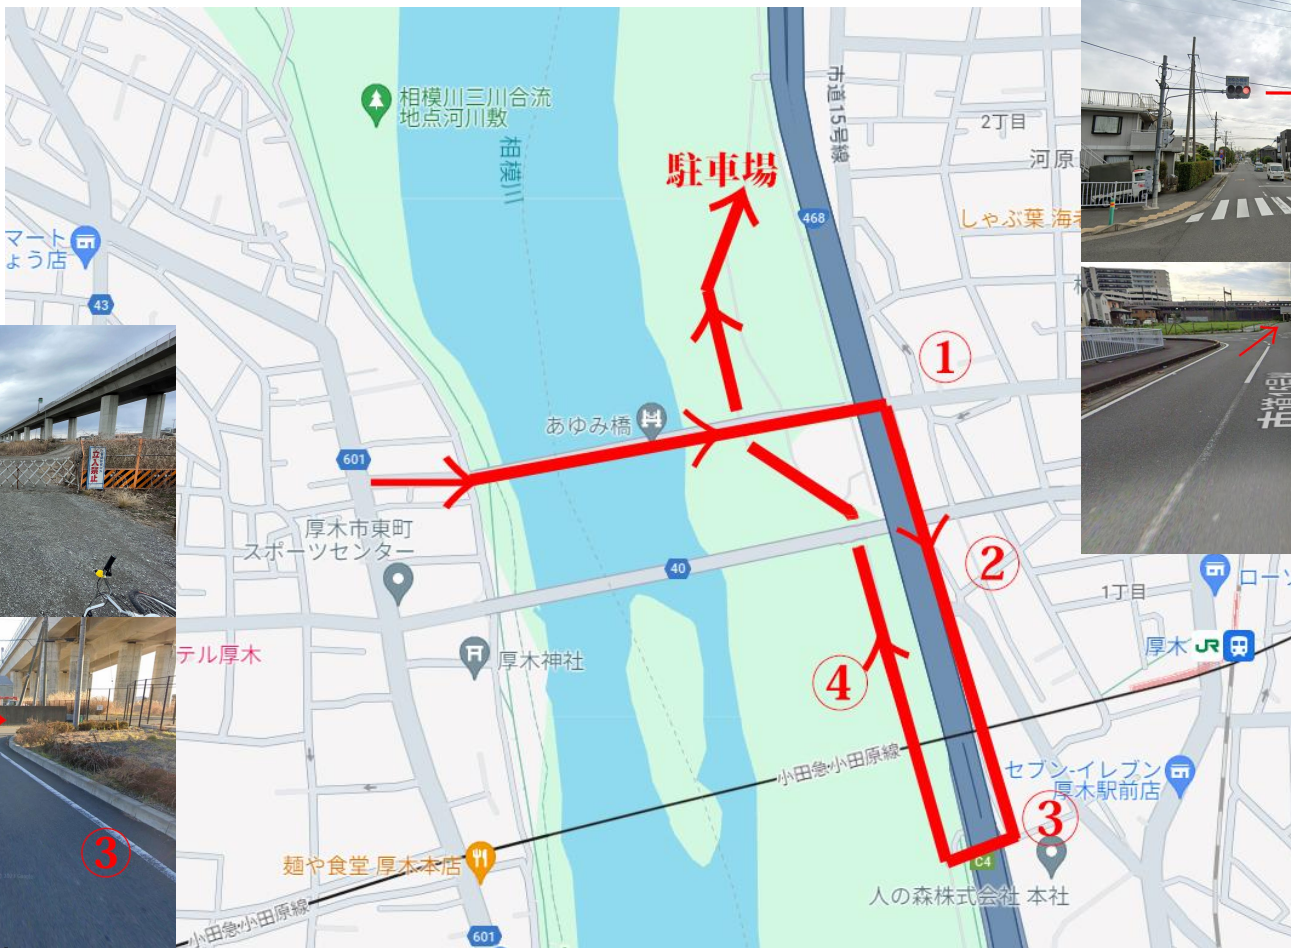 相模川三川合流
地点河川敷
相模川
市道15号線
2丁目
河原
駐車場
468
しゃぶ葉 海老
マート
ょう店
43
①
あゆみ橋
601
厚木市東町
スポーツセンター
②
40
1丁目
ローソ
厚木
JR
テル厚木
厚木神社
④
小田急小田原線
セブン-イレブン
厚木駅前店
③
C4
麺や食堂 厚木本店
人の森株式会社 本社
小田急小田原線
601
立入禁止
③